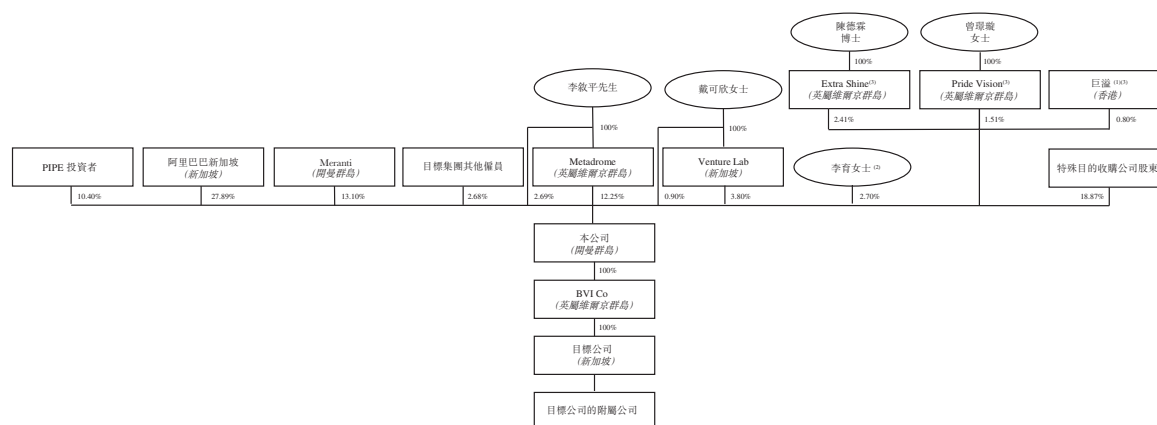 陳德霖
博士
曾璟璇
女士
100%
100%
李敘平先生
戴可欣女士
Extra Shine(3)
(英屬維爾京群島)
Pride Vision(3)
(英屬維爾京群島)
巨溢 (1)(3)
(香港)
2.41%
1.51%
0.80%
100%
100%
PIPE 投資者
阿里巴巴新加坡
(新加坡)
Meranti
(開曼群島)
目標集團其他僱員
Metadrome
(英屬維爾京群島)
Venture Lab
(新加坡)
李育女士 (2)
特殊目的收購公司股東
10.40%
27.89%
13.10%
2.68%
2.69%
12.25%
0.90%
3.80%
2.70%
18.87%
本公司
(開曼群島)
100%
BVI Co
(英屬維爾京群島)
100%
目標公司
(新加坡)
目標公司的附屬公司